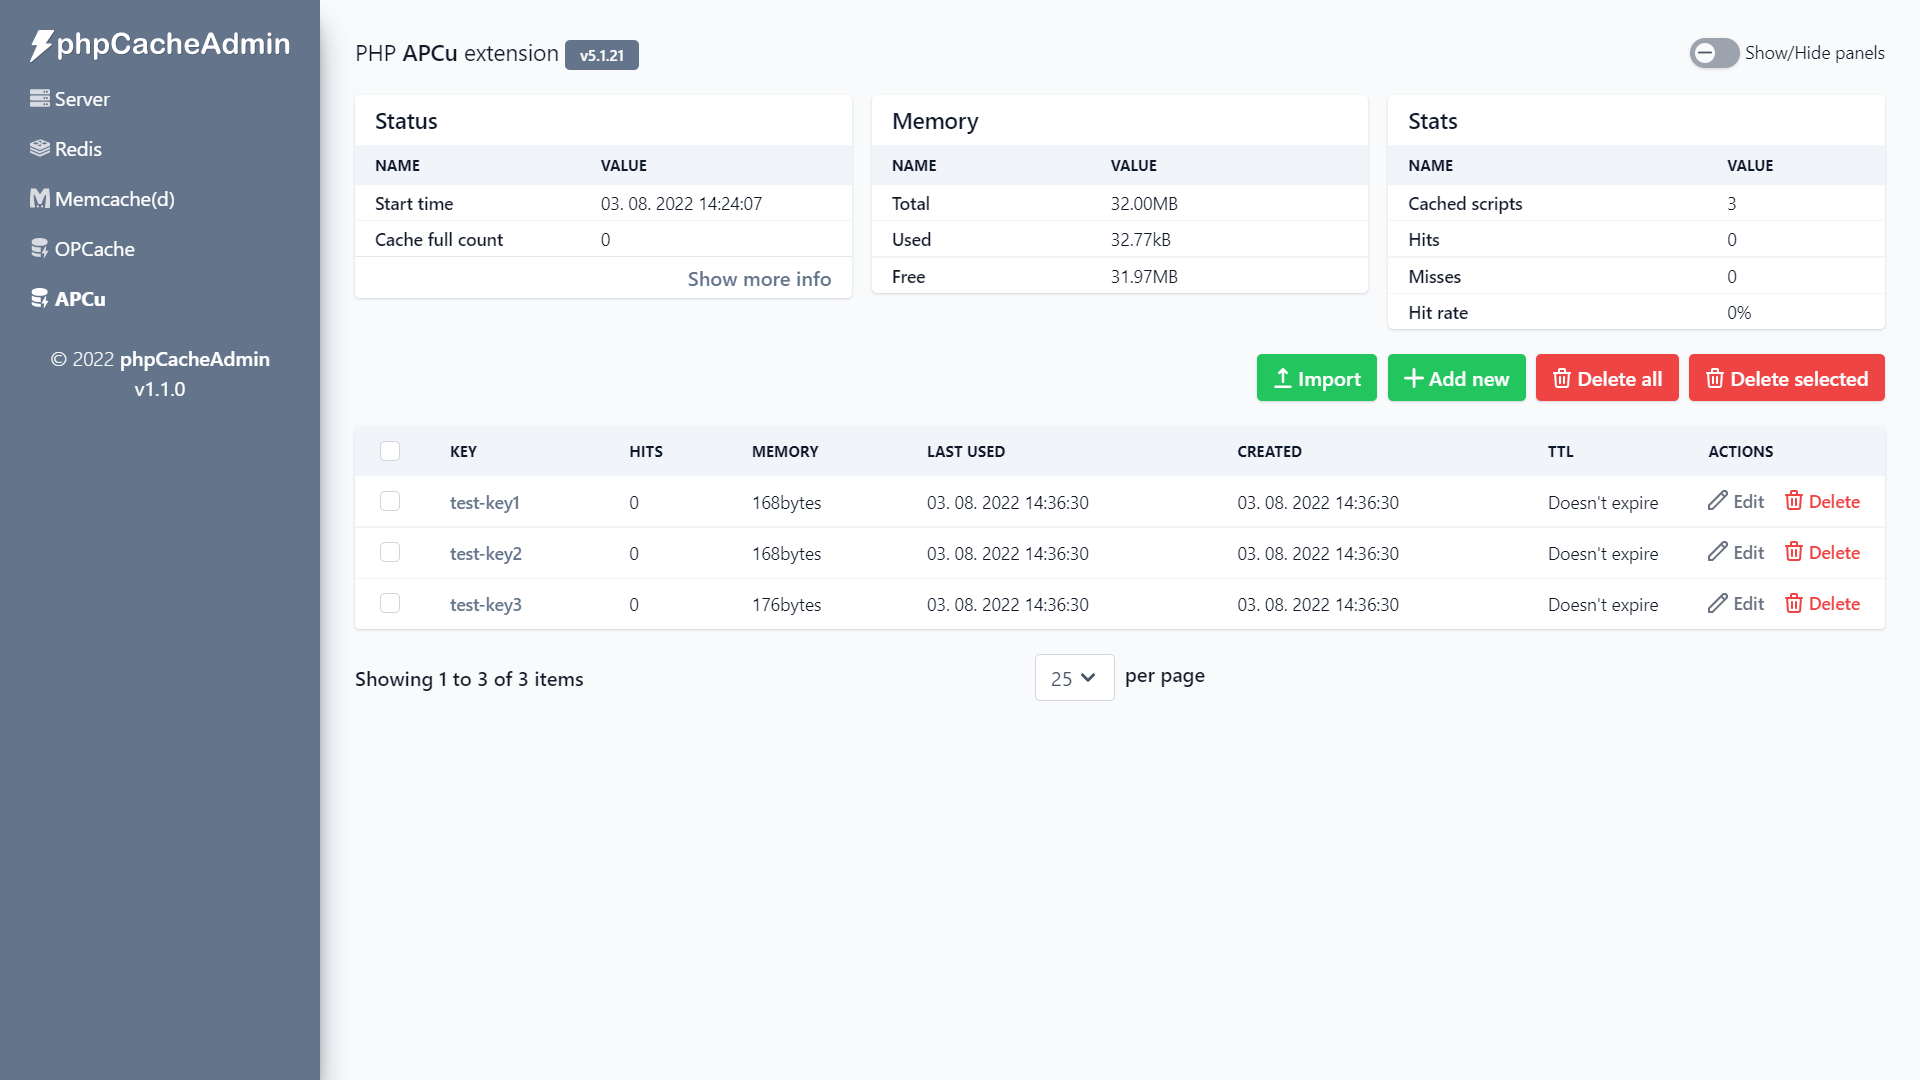 phpCacheAdmin
Server
Redis
Memcache(d)
OPCache
APCu
© 2022 phpCacheAdmin
v1.1.0
PHP APCu extension v5.1.21
Show/Hide panels
Status
NAME VALUE
Start time 03. 08. 2022 14:24:07
Cache full count 0
Show more info
Memory
NAME VALUE
Total 32.00MB
Used 32.77kB
Free 31.97MB
Stats
NAME VALUE
Cached scripts 3
Hits 0
Misses 0
Hit rate 0%
Import Add new Delete all Delete selected
KEY HITS MEMORY LAST USED CREATED TTL ACTIONS
test-key1 0 168bytes 03. 08. 2022 14:36:30 03. 08. 2022 14:36:30 Doesn't expire Edit Delete
test-key2 0 168bytes 03. 08. 2022 14:36:30 03. 08. 2022 14:36:30 Doesn't expire Edit Delete
test-key3 0 176bytes 03. 08. 2022 14:36:30 03. 08. 2022 14:36:30 Doesn't expire Edit Delete
Showing 1 to 3 of 3 items 25 per page